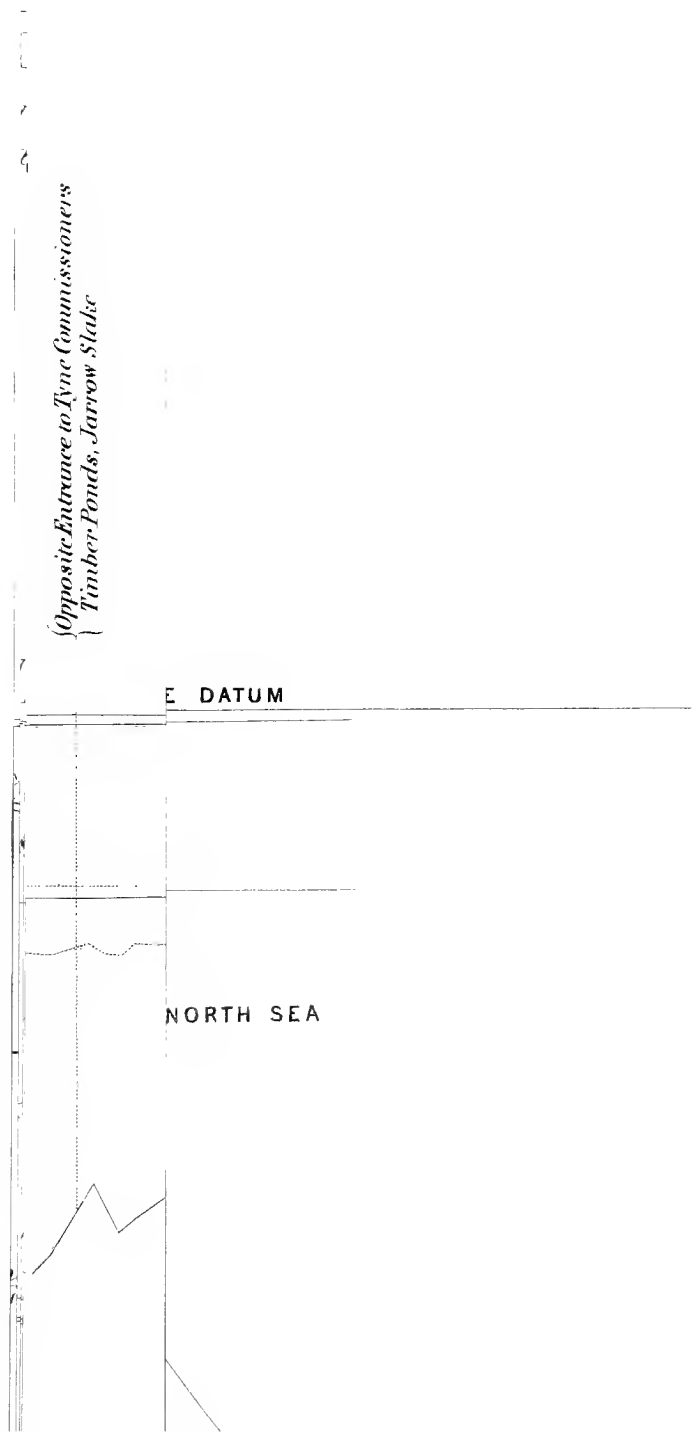 Opposite Entrance to Tyne Commissioners
Timber Ponds, Jarrow Slake
E DATUM
NORTH SEA